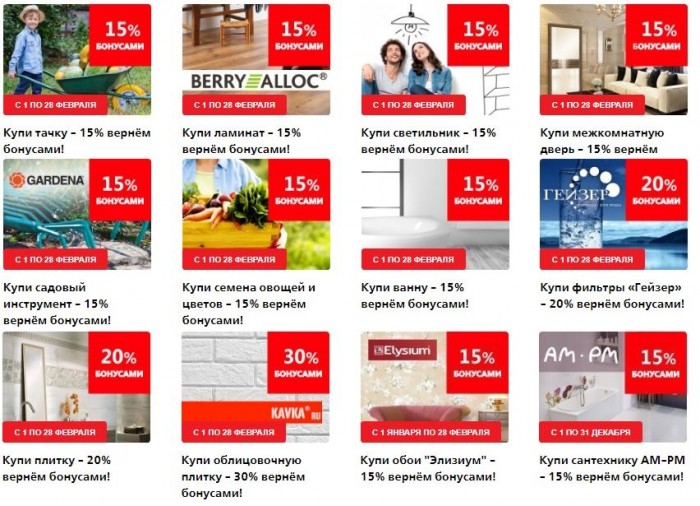 15%
БОНУСАМИ
С 1 ПО 28 ФЕВРАЛЯ
Купи тачку – 15% вернём
бонусами!
15%
БОНУСАМИ
BERRY ALLOC®
С 1 ПО 28 ФЕВРАЛЯ
Купи ламинат – 15%
вернём бонусами!
15%
БОНУСАМИ
С 1 ПО 28 ФЕВРАЛЯ
Купи светильник – 15%
вернём бонусами!
15%
БОНУСАМИ
С 1 ПО 28 ФЕВРАЛЯ
Купи межкомнатную
дверь – 15% вернём
GARDENA
15%
БОНУСАМИ
С 1 ПО 28 ФЕВРАЛЯ
Купи садовый
инструмент – 15%
вернём бонусами!
15%
БОНУСАМИ
С 1 ПО 28 ФЕВРАЛЯ
Купи семена овощей и
цветов – 15% вернём
бонусами!
15%
БОНУСАМИ
С 1 ПО 28 ФЕВРАЛЯ
Купи ванну – 15%
вернём бонусами!
ГЕЙЗЕР
20%
БОНУСАМИ
С 1 ПО 28 ФЕВРАЛЯ
Купи фильтры «Гейзер»
– 20% вернём бонусами!
20%
БОНУСАМИ
С 1 ПО 28 ФЕВРАЛЯ
Купи плитку – 20%
вернём бонусами!
30%
БОНУСАМИ
KAVKA RU
С 1 ПО 28 ФЕВРАЛЯ
Купи облицовочную
плитку – 30% вернём
бонусами!
Elysium
15%
БОНУСАМИ
С 1 ЯНВАРЯ ПО 28 ФЕВРАЛЯ
Купи обои "Элизиум" –
15% вернём бонусами!
AM·PM
15%
БОНУСАМИ
С 1 ПО 31 ДЕКАБРЯ
Купи сантехнику AM-PM
– 15% вернём бонусами!